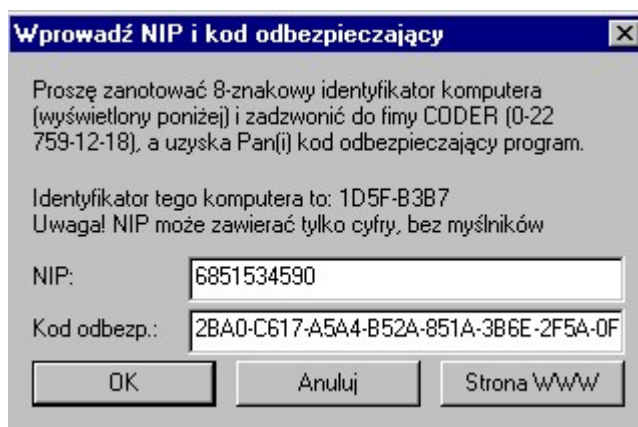 Wprowadź NIP i kod odbezpieczający
Proszę zanotować 8-znakowy identyfikator komputera
(wyświetlony poniżej) i zadzwonić do fimy CODER (0-22
759-12-18), a uzyska Pan(i) kod odbezpieczający program.
Identyfikator tego komputera to: 1D5F-B3B7
Uwaga! NIP może zawierać tylko cyfry, bez myślników
NIP: 6851534590
Kod odbezp.: 2BA0-C617-A5A4-B52A-851A-3B6E-2F5A-0F
OK Anuluj Strona WWW